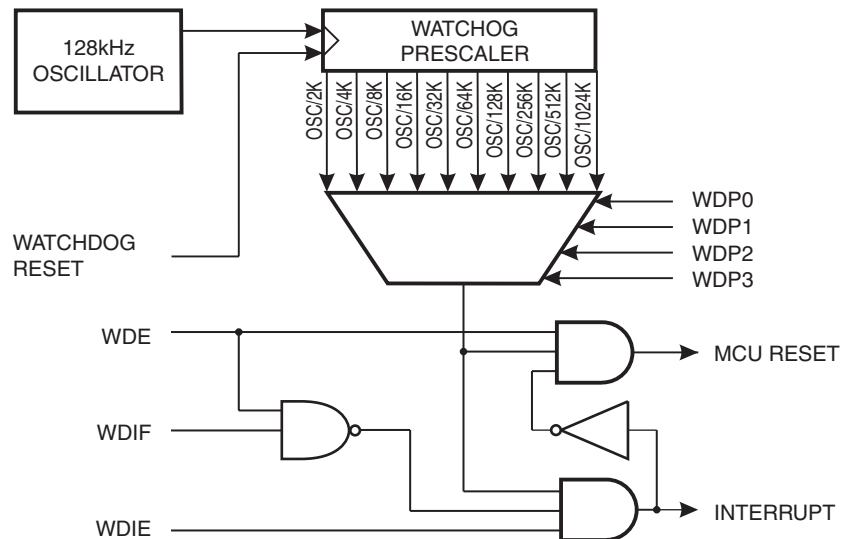 128kHz
OSCILLATOR
WATCHOG
PRESCALER
OSC/2K
OSC/4K
OSC/8K
OSC/16K
OSC/32K
OSC/64K
OSC/128K
OSC/256K
OSC/512K
OSC/1024K
WDP0
WDP1
WDP2
WDP3
WATCHDOG
RESET
WDE
MCU RESET
WDIF
WDIE
INTERRUPT